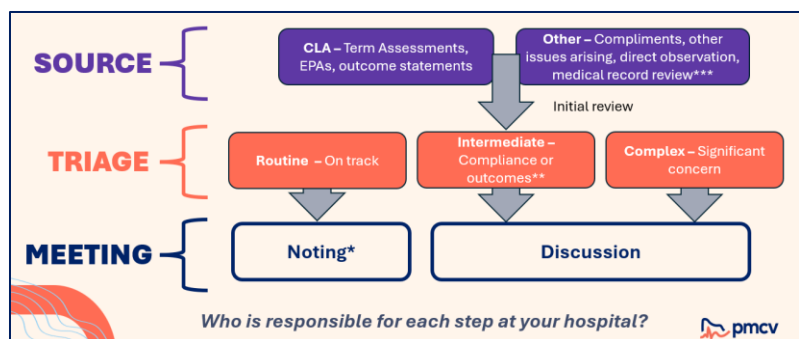 SOURCE
CLA – Term Assessments,
EPAs, outcome statements
Other – Compliments, other
issues arising, direct observation,
medical record review***
Initial review
TRIAGE
Routine – On track
Intermediate –
Compliance or
outcomes**
Complex – Significant
concern
MEETING
Noting*
Discussion
Who is responsible for each step at your hospital?
pmcv